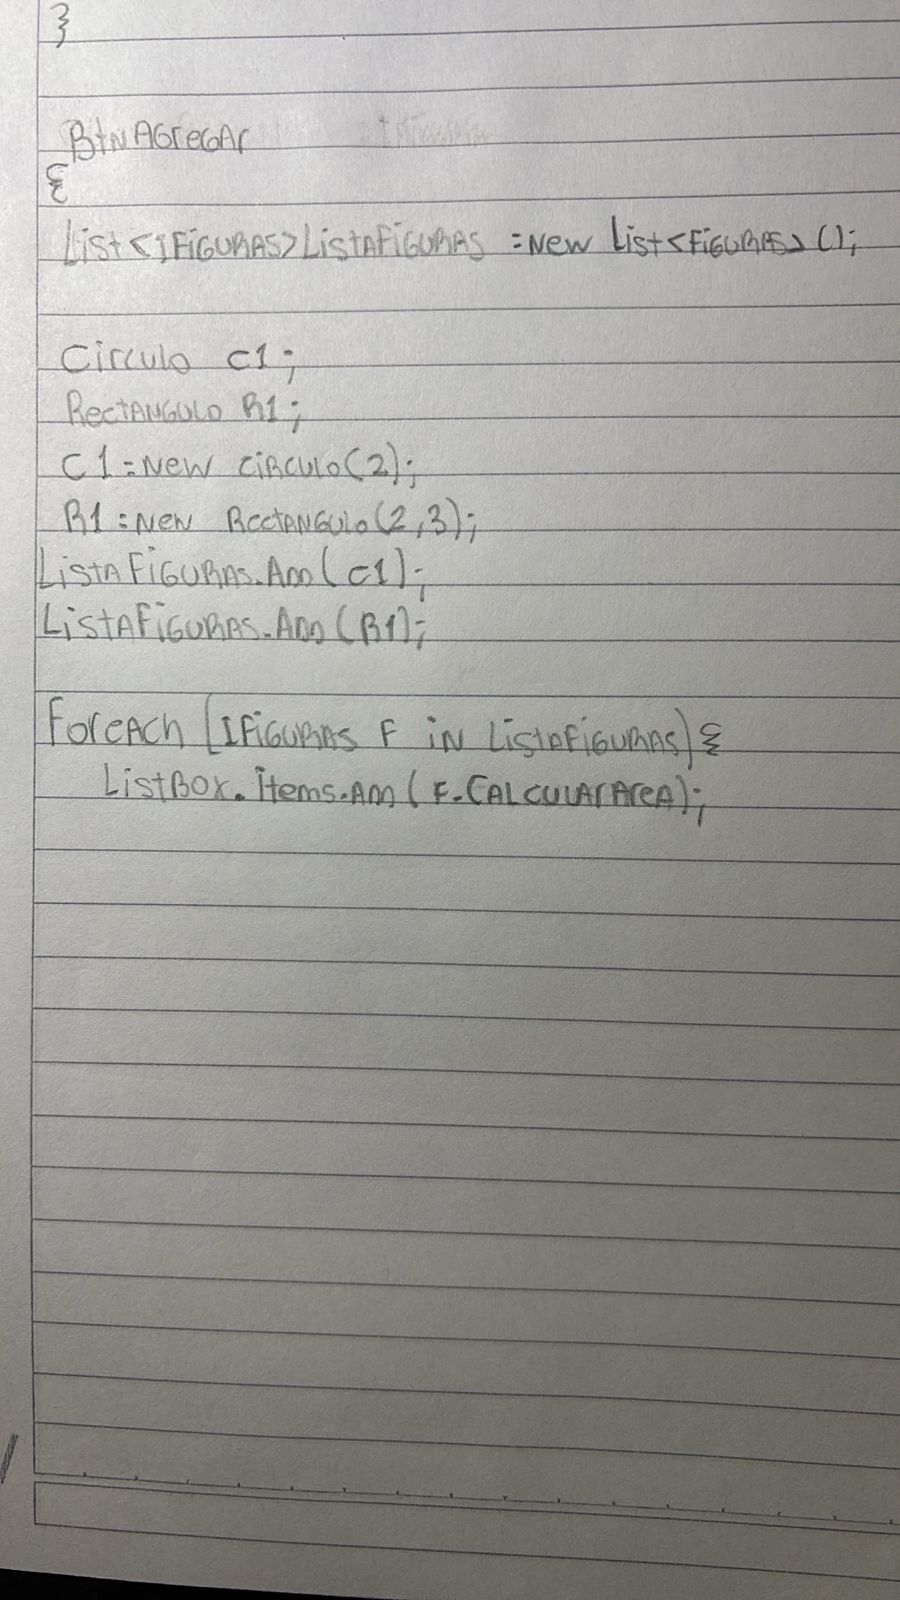 }
BtnAgregar
{
List<IFiguras>ListaFiguras =new List<Figuras>();
Circulo c1;
Rectangulo R1;
C1=new circulo(2);
R1=new Rectangulo(2,3);
ListaFiguras.Add(c1);
ListaFiguras.Add(R1);
Foreach (IFiguras F in ListaFiguras){
ListBox.items.Add(F.CalcularArea);